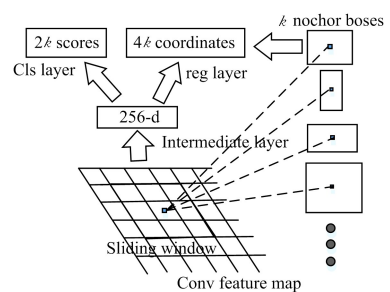 k nochor boses
2k scores
4k coordinates
Cls layer
reg layer
256-d
Intermediate layer
Sliding window
Conv feature map